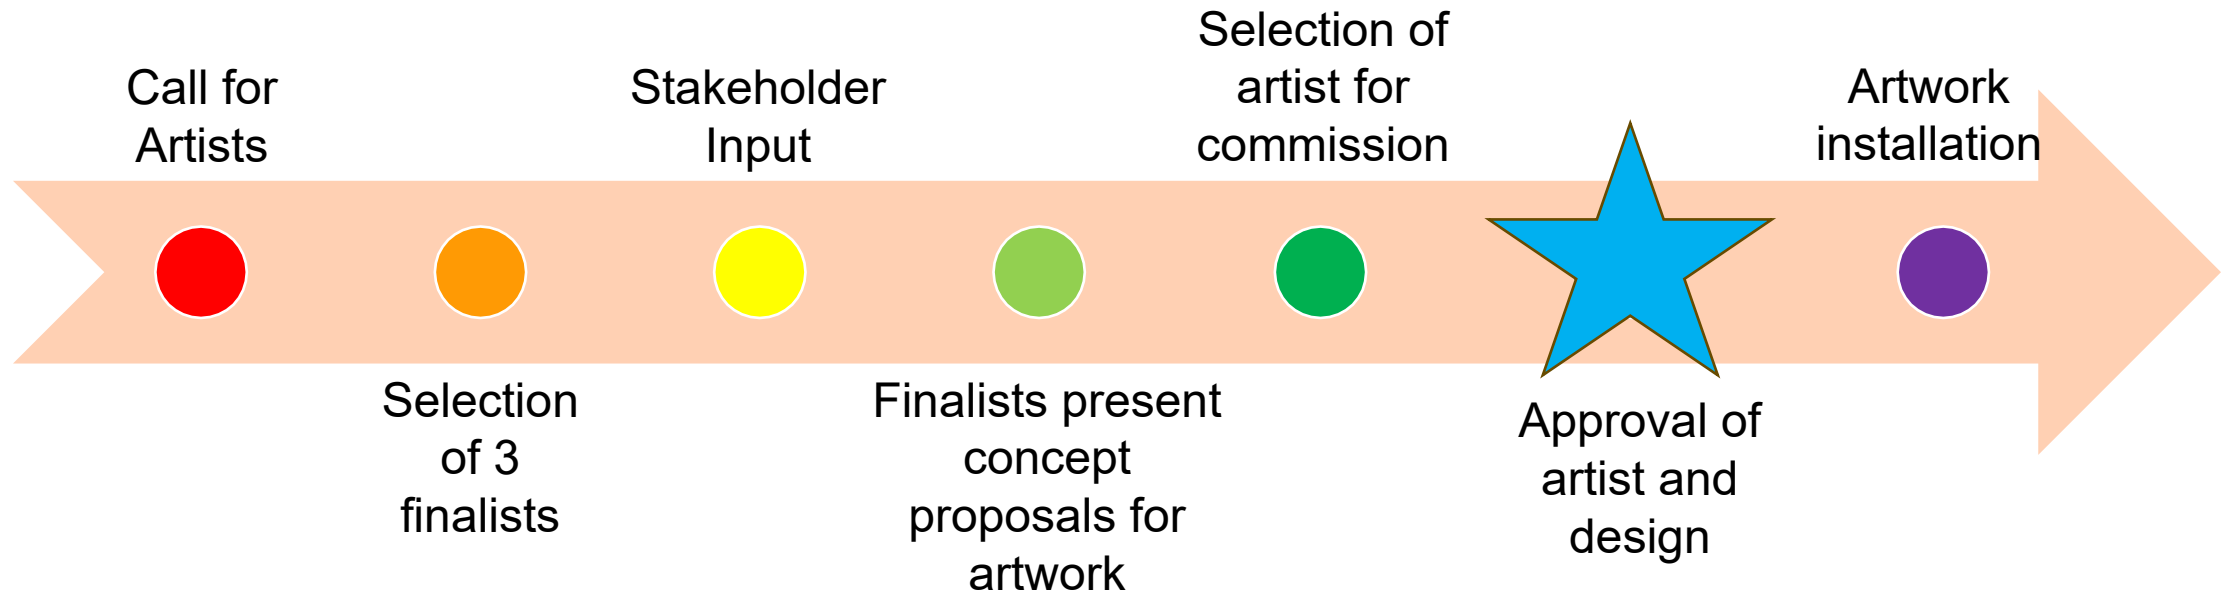 Call for
Artists
Selection
of 3
finalists
Stakeholder
Input
Finalists present
concept
proposals for
artwork
Selection of
artist for
commission
Approval of
artist and
design
Artwork
installation